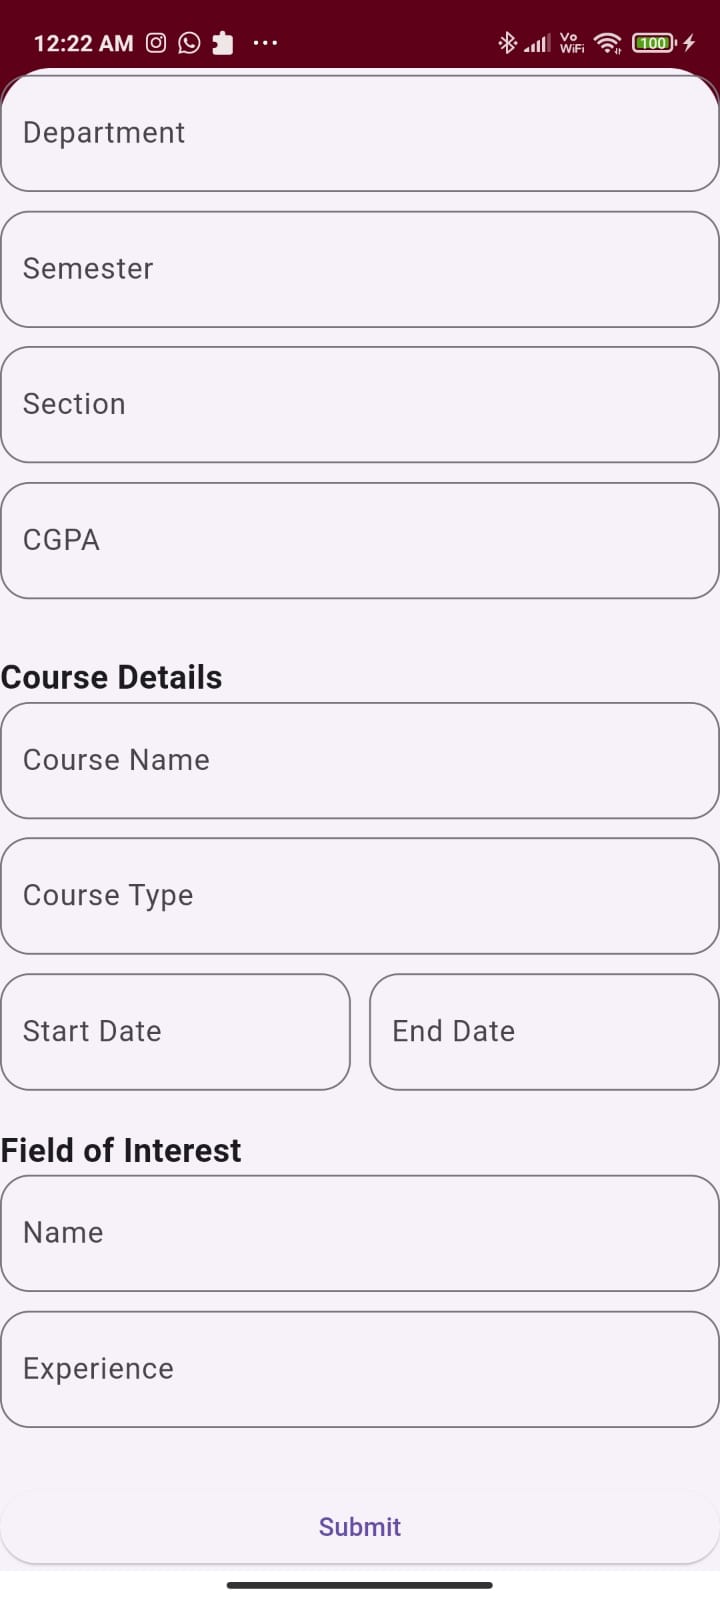 12:22 AM ... Vo WiFi 100
Department
Semester
Section
CGPA
Course Details
Course Name
Course Type
Start Date End Date
Field of Interest
Name
Experience
Submit